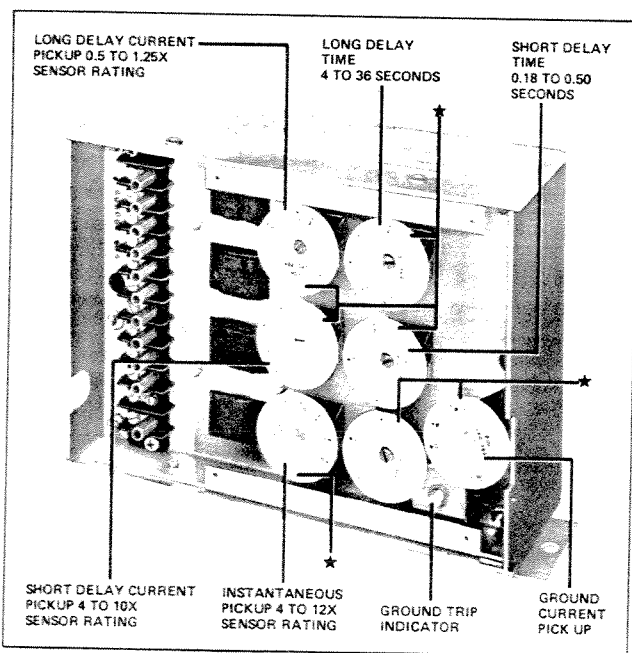 LONG DELAY CURRENT
PICKUP 0.5 TO 1.25X
SENSOR RATING
LONG DELAY
TIME
4 TO 36 SECONDS
SHORT DELAY
TIME
0.18 TO 0.50
SECONDS
SHORT DELAY CURRENT
PICKUP 4 TO 10X
SENSOR RATING
INSTANTANEOUS
PICKUP 4 TO 12X
SENSOR RATING
GROUND TRIP
INDICATOR
GROUND
CURRENT
PICK UP